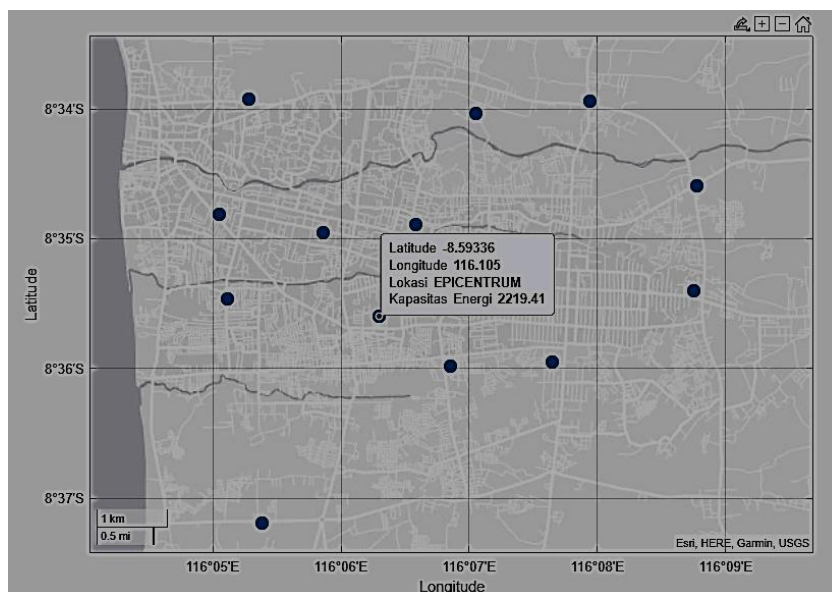 8°34'S
8°35'S
8°36'S
8°37'S
Latitude
Latitude -8.59336
Longitude 116.105
Lokasi EPICENTRUM
Kapasitas Energi 2219.41
1 km
0.5 mi
Esri, HERE, Garmin, USGS
116°05'E 116°06'E 116°07'E 116°08'E 116°09'E
Longitude